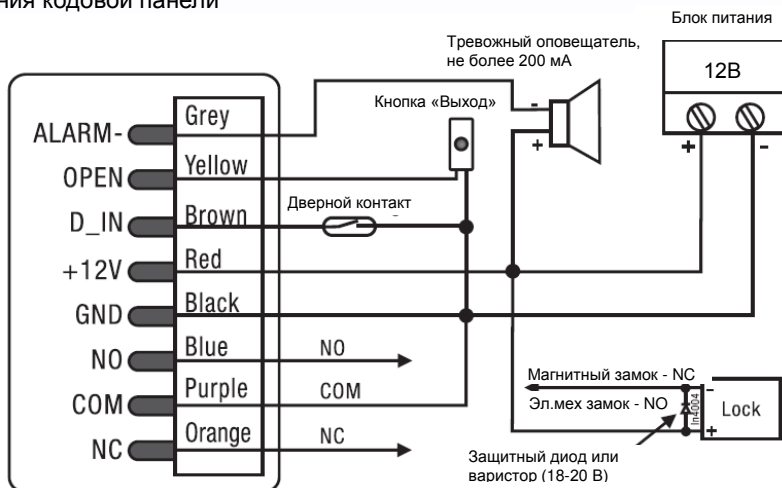 ния кодовой панели
Блок питания
Тревожный оповещатель,
не более 200 мА
12В
Кнопка «Выход»
ALARM-
Grey
-
+
+
-
OPEN
Yellow
Дверной контакт
D_IN
Brown
+12V
Red
GND
Black
NO
Blue
NO
Магнитный замок - NC
-
COM
Purple
COM
Эл.мех замок - NO
In4004
Lock
+
NC
Orange
NC
Защитный диод или
варистор (18-20 В)